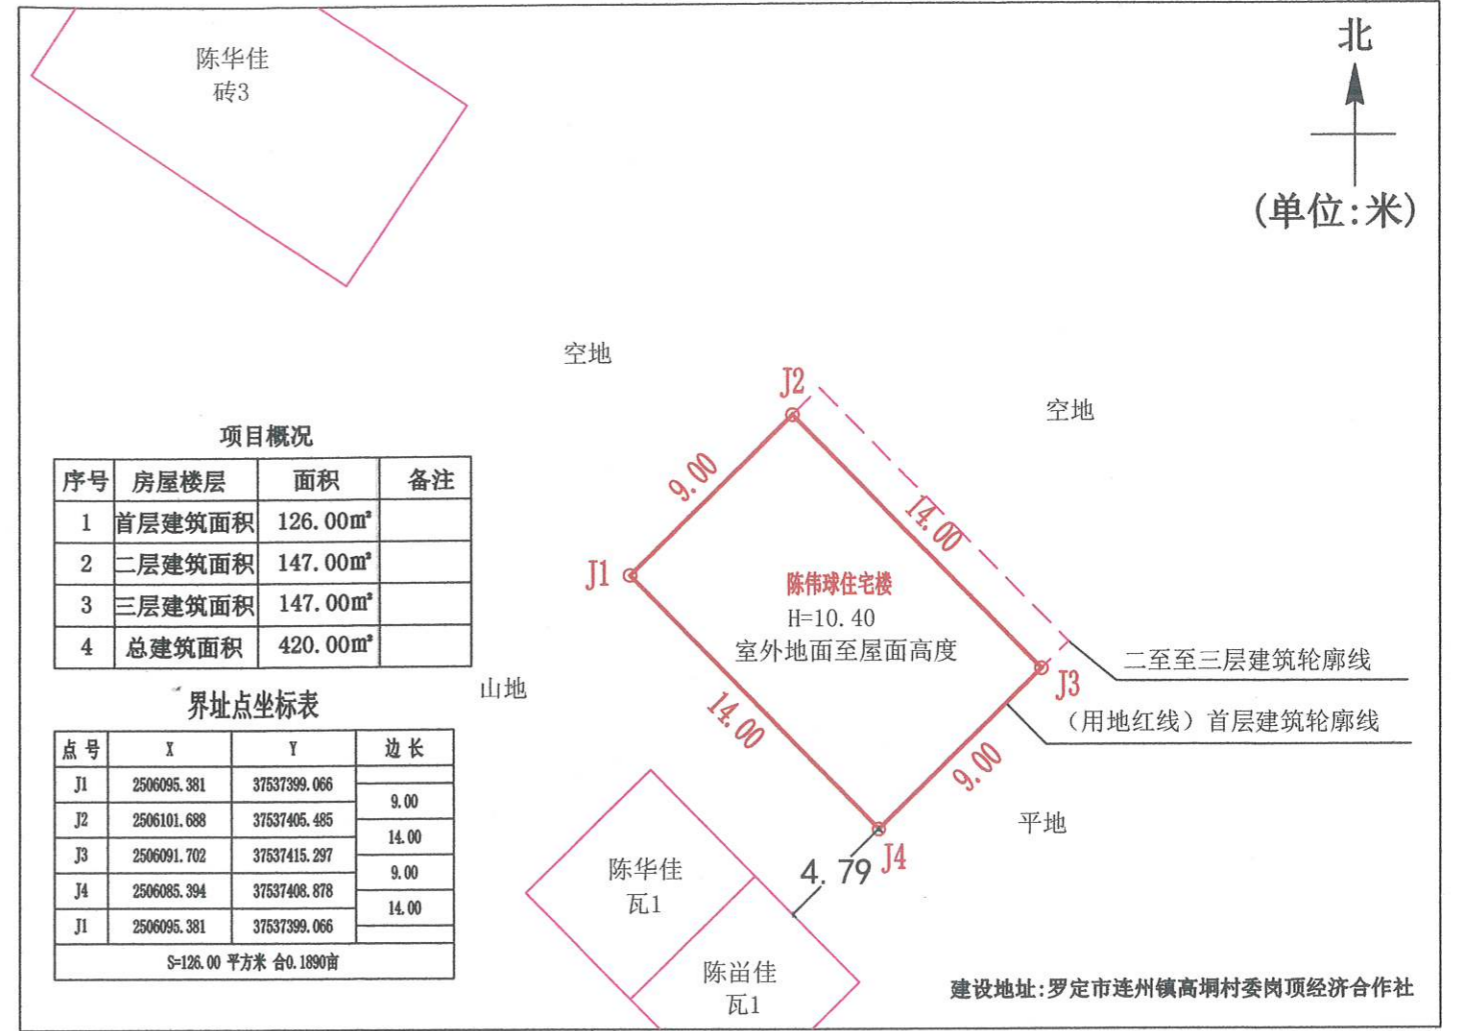 陈华佳
砖3
北
(单位:米)
空地
空地
J2
9.00
14.00
J1
陈伟球住宅楼
H=10.40
室外地面至屋面高度
J3
二至至三层建筑轮廓线
(用地红线)首层建筑轮廓线
山地
14.00
9.00
平地
J4
4.79
陈华佳
瓦1
陈畄佳
瓦1
项目概况
序号 房屋楼层 面积 备注
1 首层建筑面积 126.00㎡
2 二层建筑面积 147.00㎡
3 三层建筑面积 147.00㎡
4 总建筑面积 420.00㎡
界址点坐标表
点号 X Y 边长
J1 2506095.381 37537399.066
9.00
J2 2506101.688 37537405.485
14.00
J3 2506091.702 37537415.297
9.00
J4 2506085.394 37537408.878
14.00
J1 2506095.381 37537399.066
S=126.00 平方米 合0.1890亩
建设地址:罗定市连州镇高垌村委岗顶经济合作社